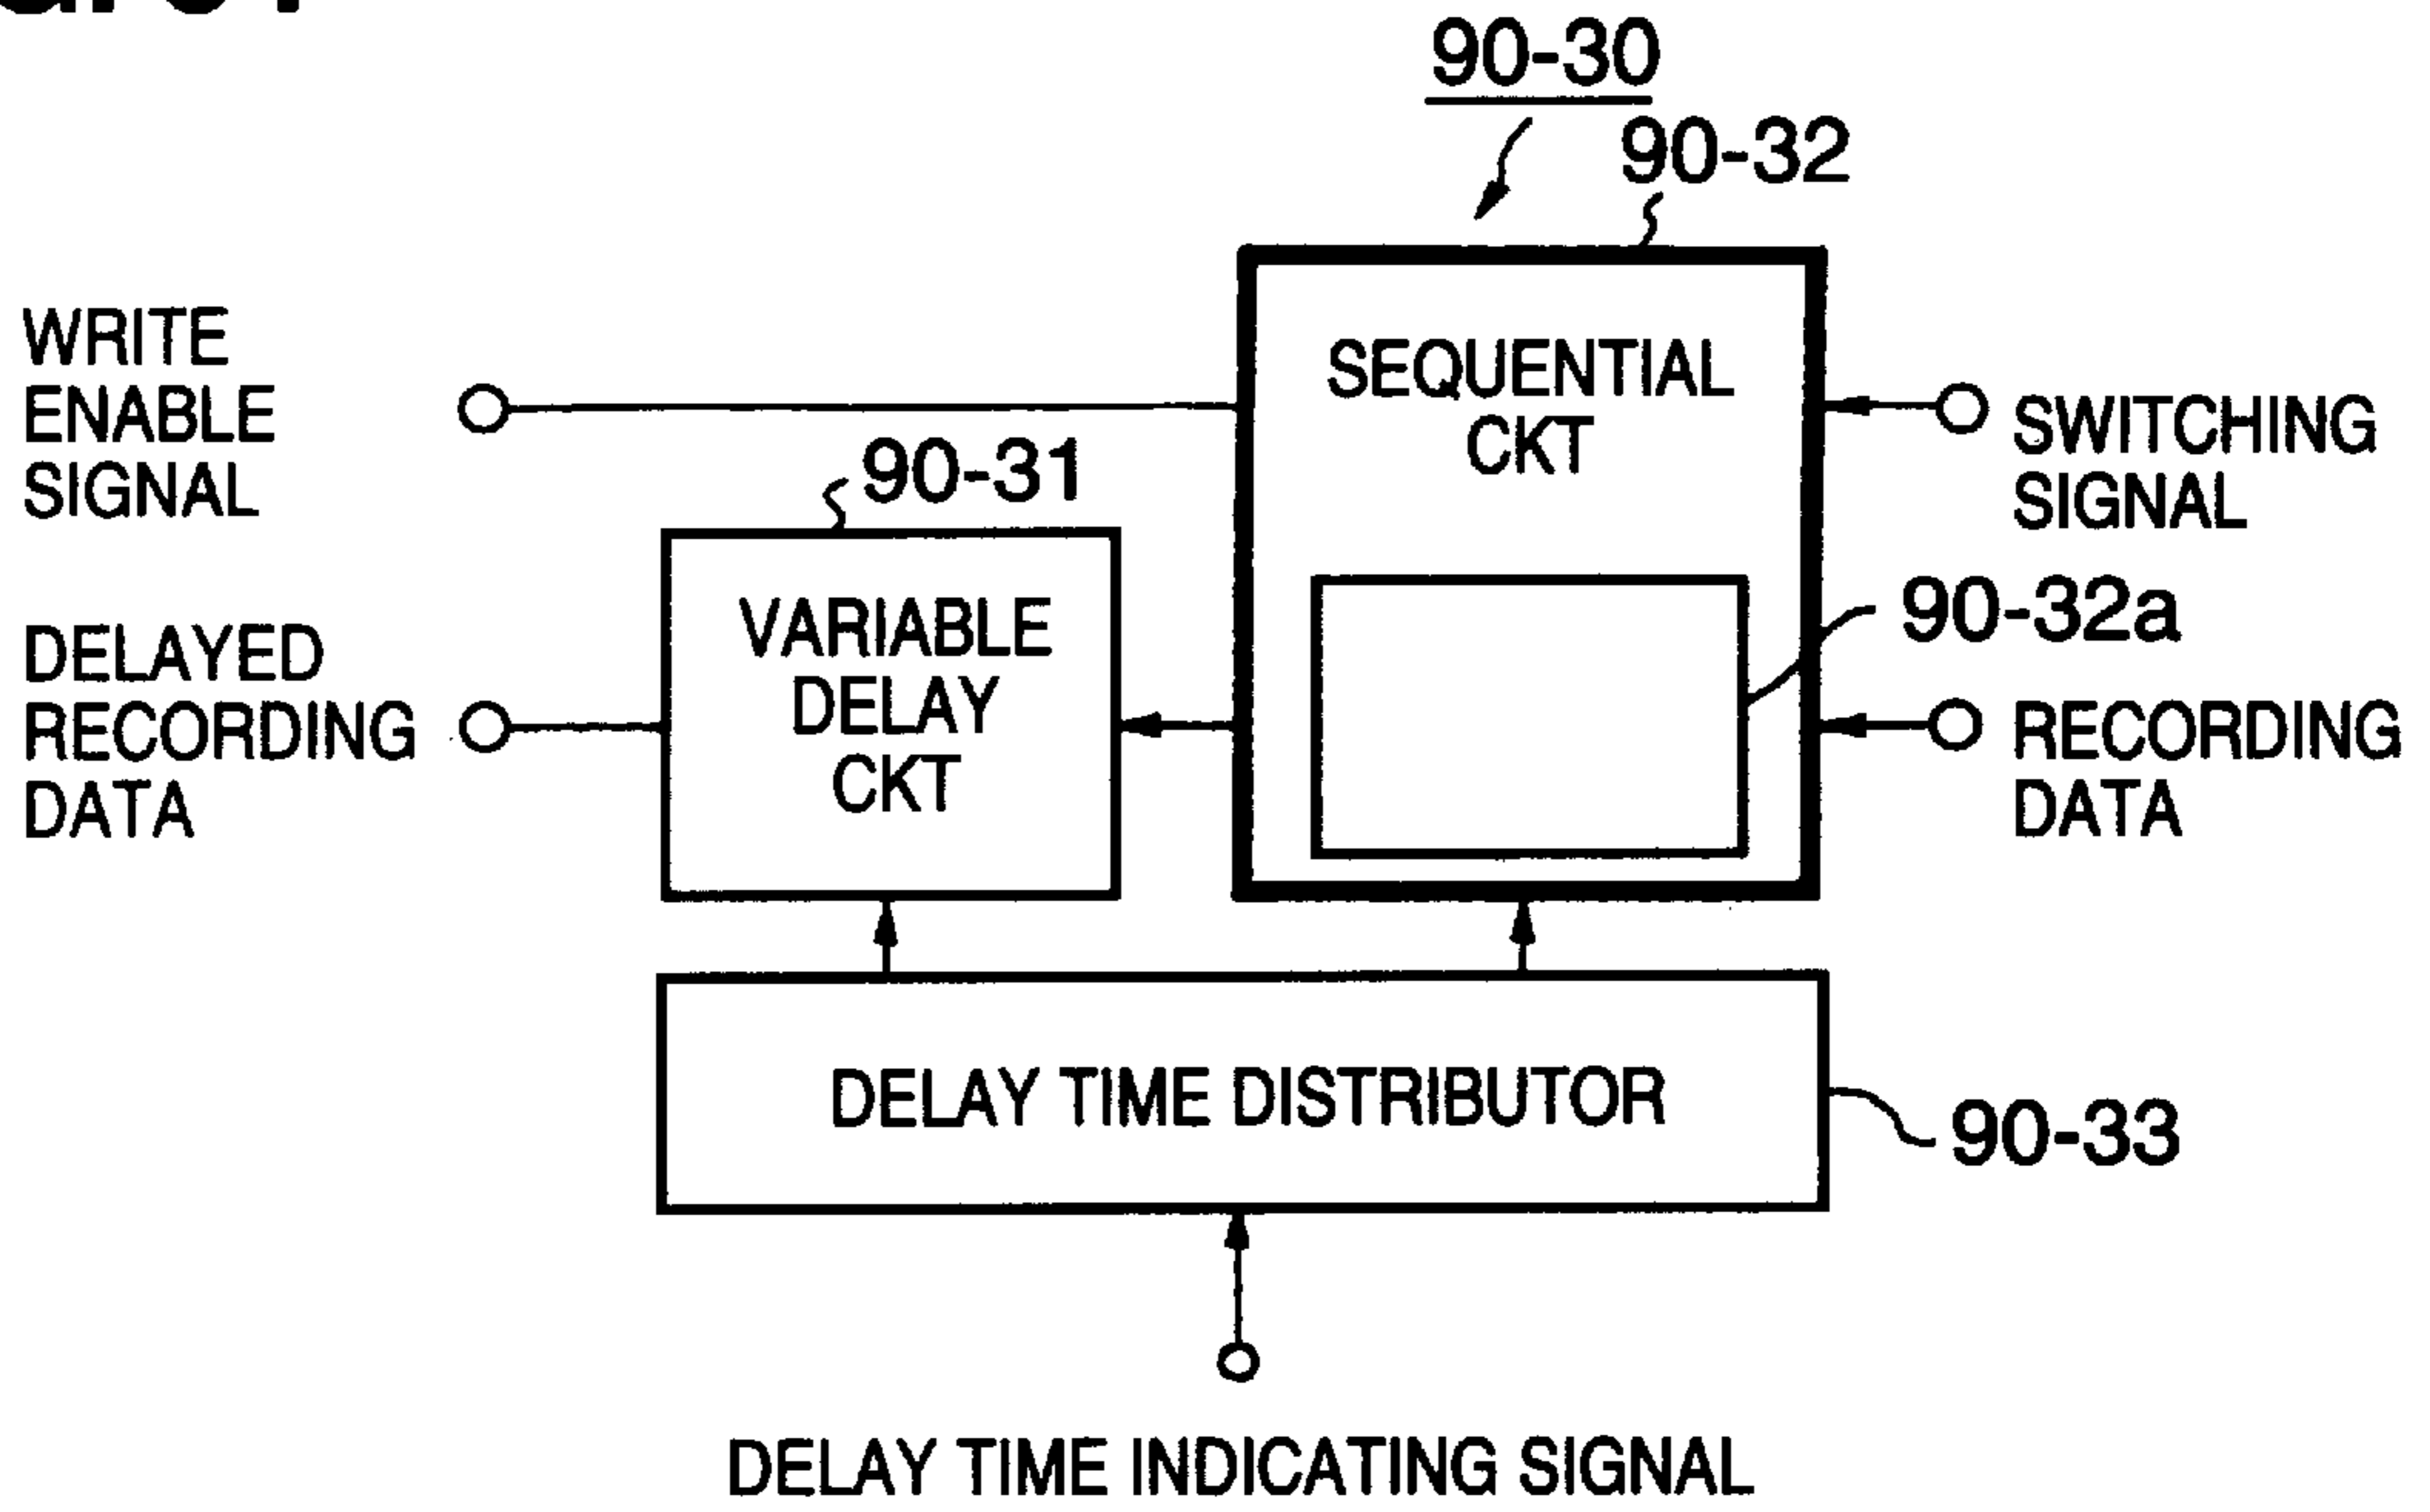 90-30
90-32
WRITE
ENABLE
SIGNAL
SEQUENTIAL
CKT
SWITCHING
SIGNAL
90-31
90-32a
VARIABLE
DELAY
CKT
DELAYED
RECORDING
DATA
RECORDING
DATA
DELAY TIME DISTRIBUTOR
90-33
DELAY TIME INDICATING SIGNAL